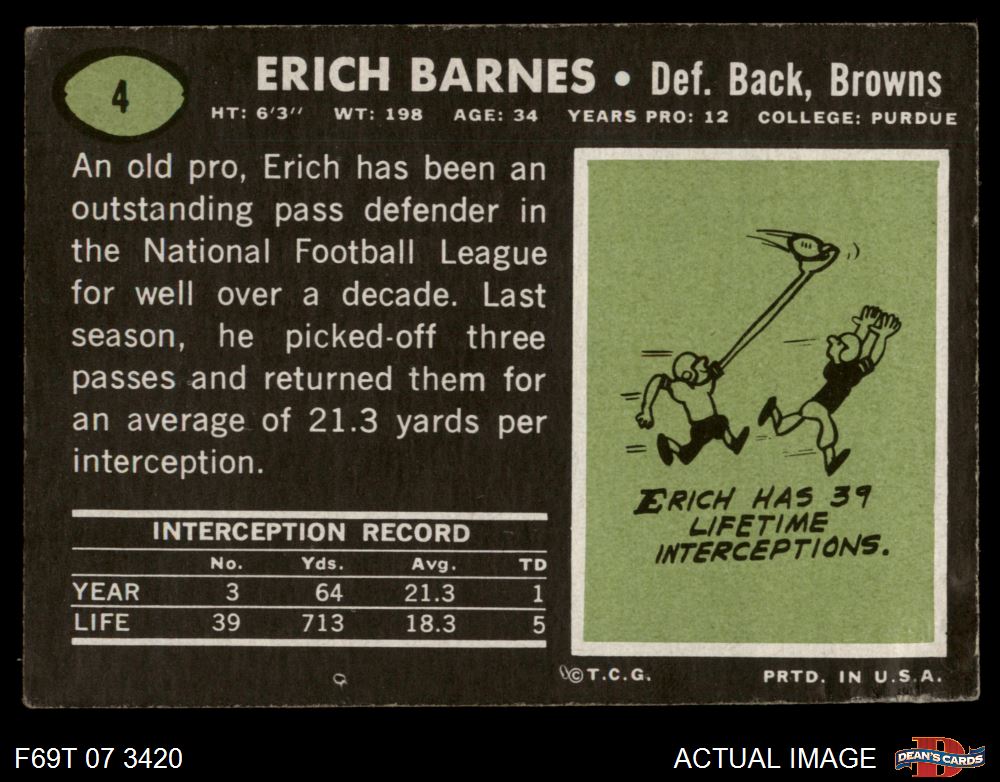 4
ERICH BARNES • Def. Back, Browns
HT: 6'3'' WT: 198 AGE: 34 YEARS PRO: 12 COLLEGE: PURDUE
An old pro, Erich has been an
outstanding pass defender in
the National Football League
for well over a decade. Last
season, he picked-off three
passes and returned them for
an average of 21.3 yards per
interception.
INTERCEPTION RECORD
No. Yds. Avg. TD
YEAR 3 64 21.3 1
LIFE 39 713 18.3 5
ERICH HAS 39
LIFETIME
INTERCEPTIONS.
©T.C.G. PRTD. IN U.S.A.
F69T 07 3420 ACTUAL IMAGE
D
DEAN'S CARDS